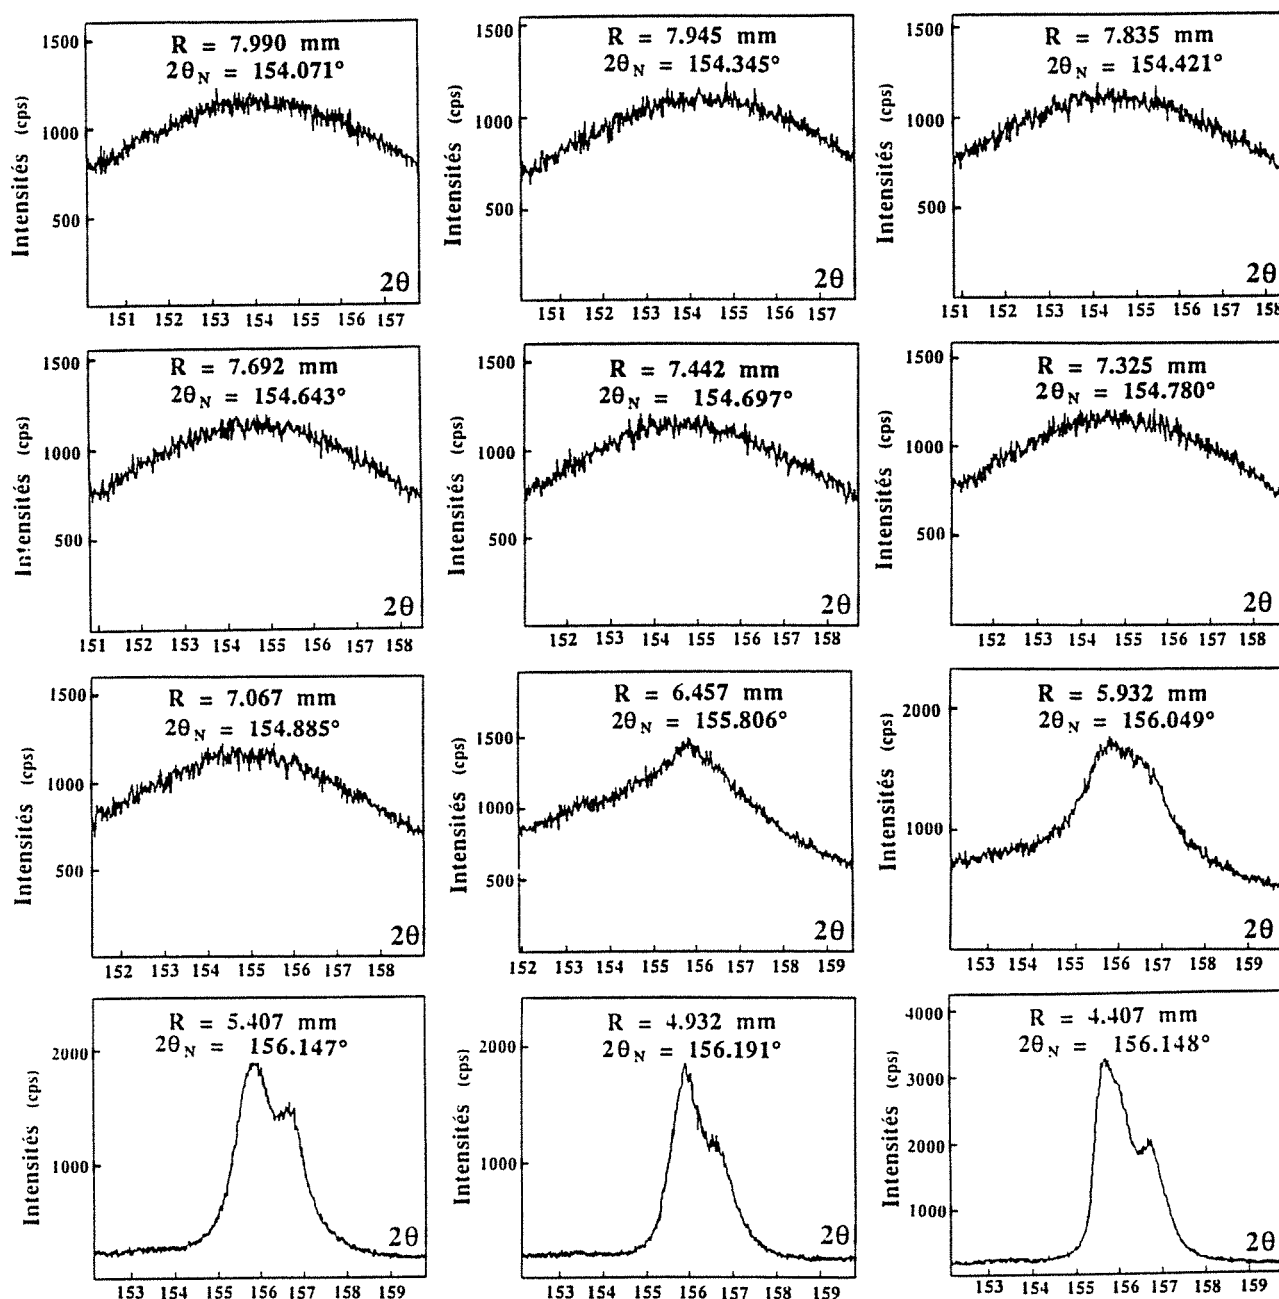 1500
1000
500
Intensités (cps)
R = 7.990 mm
2θN = 154.071°
2θ
151 152 153 154 155 156 157
1500
1000
500
Intensités (cps)
R = 7.945 mm
2θN = 154.345°
2θ
151 152 153 154 155 156 157
1500
1000
500
Intensités (cps)
R = 7.835 mm
2θN = 154.421°
2θ
151 152 153 154 155 156 157 158
1500
1000
500
Intensités (cps)
R = 7.692 mm
2θN = 154.643°
2θ
151 152 153 154 155 156 157 158
1500
1000
500
Intensités (cps)
R = 7.442 mm
2θN = 154.697°
2θ
152 153 154 155 156 157 158
1500
1000
500
Intensités (cps)
R = 7.325 mm
2θN = 154.780°
2θ
152 153 154 155 156 157 158
1500
1000
500
Intensités (cps)
R = 7.067 mm
2θN = 154.885°
2θ
152 153 154 155 156 157 158
1500
1000
500
Intensités (cps)
R = 6.457 mm
2θN = 155.806°
2θ
152 153 154 155 156 157 158 159
2000
1000
Intensités (cps)
R = 5.932 mm
2θN = 156.049°
2θ
153 154 155 156 157 158 159
2000
1000
Intensités (cps)
R = 5.407 mm
2θN = 156.147°
2θ
153 154 155 156 157 158 159
2000
1000
Intensités (cps)
R = 4.932 mm
2θN = 156.191°
2θ
153 154 155 156 157 158 159
4000
3000
2000
1000
Intensités (cps)
R = 4.407 mm
2θN = 156.148°
2θ
153 154 155 156 157 158 159